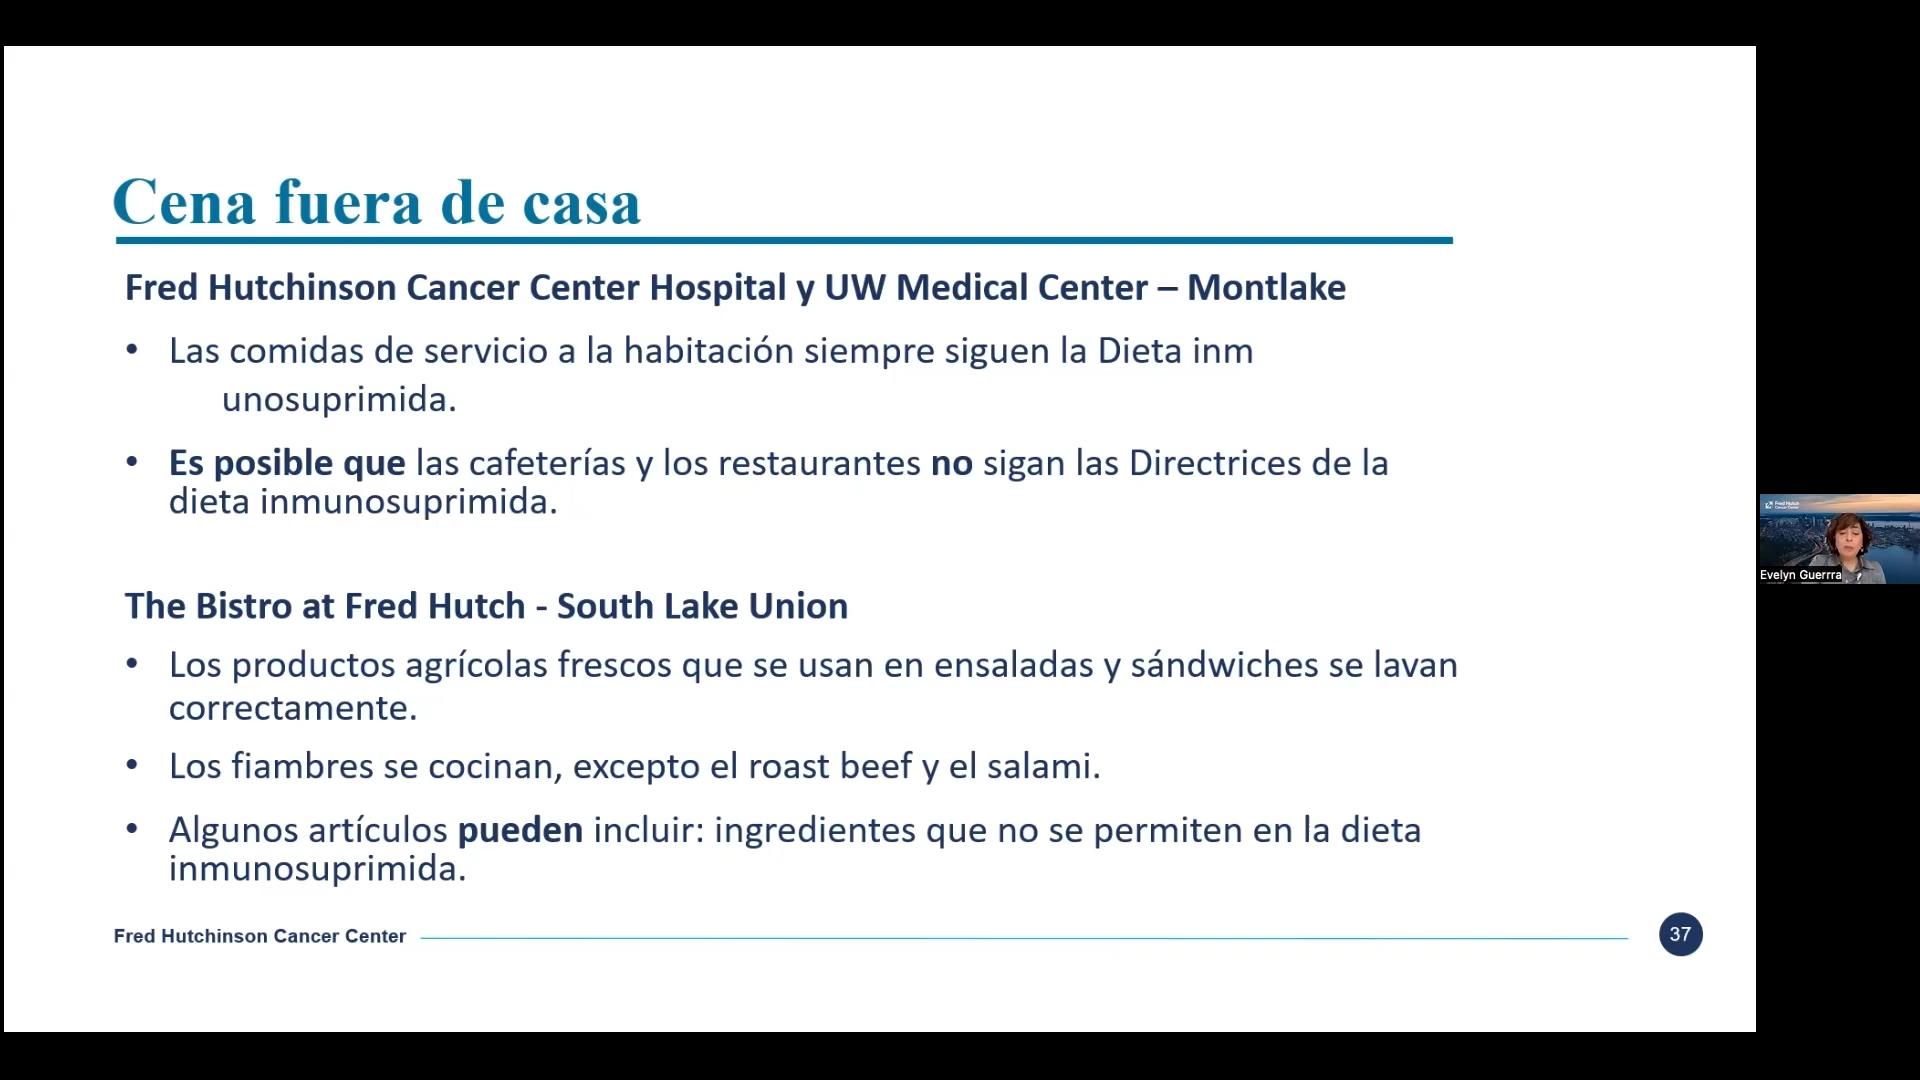 Cena fuera de casa
Fred Hutchinson Cancer Center Hospital y UW Medical Center – Montlake
• Las comidas de servicio a la habitación siempre siguen la Dieta inm
unosuprimida.
• Es posible que las cafeterías y los restaurantes no sigan las Directrices de la
dieta inmunosuprimida.
The Bistro at Fred Hutch - South Lake Union
• Los productos agrícolas frescos que se usan en ensaladas y sándwiches se lavan
correctamente.
• Los fiambres se cocinan, excepto el roast beef y el salami.
• Algunos artículos pueden incluir: ingredientes que no se permiten en la dieta
inmunosuprimida.
Fred Hutchinson Cancer Center
37
Fred Hutch
Cancer Center
Evelyn Guerrra